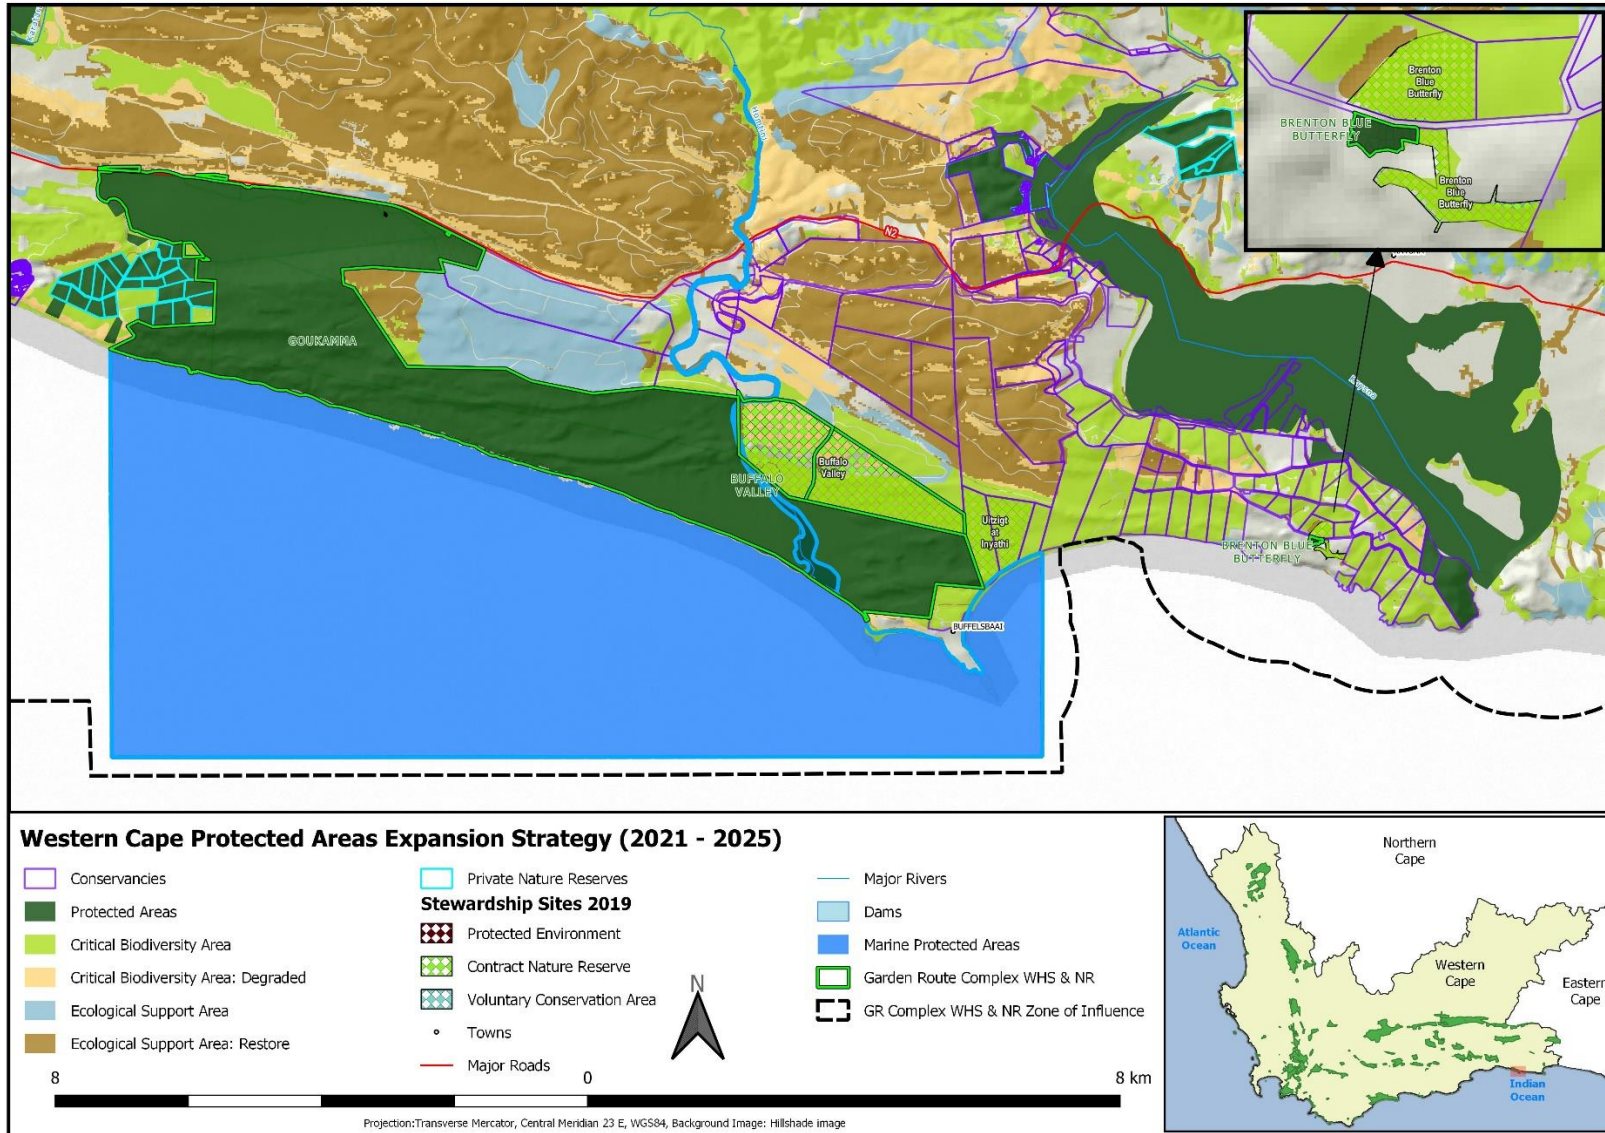 Brenton
Blue
Butterfly
BRENTON BLUE
BUTTERFLY
Brenton
Blue
Butterfly
N2
GOUKAMMA
Knysna
Buffalo
Valley
BUFFALO
VALLEY
Uitzigt
at
Inyathi
BRENTON BLUE
BUTTERFLY
BUFFELSBAAI
Western Cape Protected Areas Expansion Strategy (2021 - 2025)
Conservancies
Protected Areas
Critical Biodiversity Area
Critical Biodiversity Area: Degraded
Ecological Support Area
Ecological Support Area: Restore
Private Nature Reserves
Stewardship Sites 2019
Protected Environment
Contract Nature Reserve
Voluntary Conservation Area
Towns
Major Roads
Major Rivers
Dams
Marine Protected Areas
Garden Route Complex WHS & NR
GR Complex WHS & NR Zone of Influence
N
8 0 8 km
Projection:Transverse Mercator, Central Meridian 23 E, WGS84, Background Image: Hillshade image
Northern
Cape
Atlantic
Ocean
Western
Cape
Eastern
Cape
Indian
Ocean